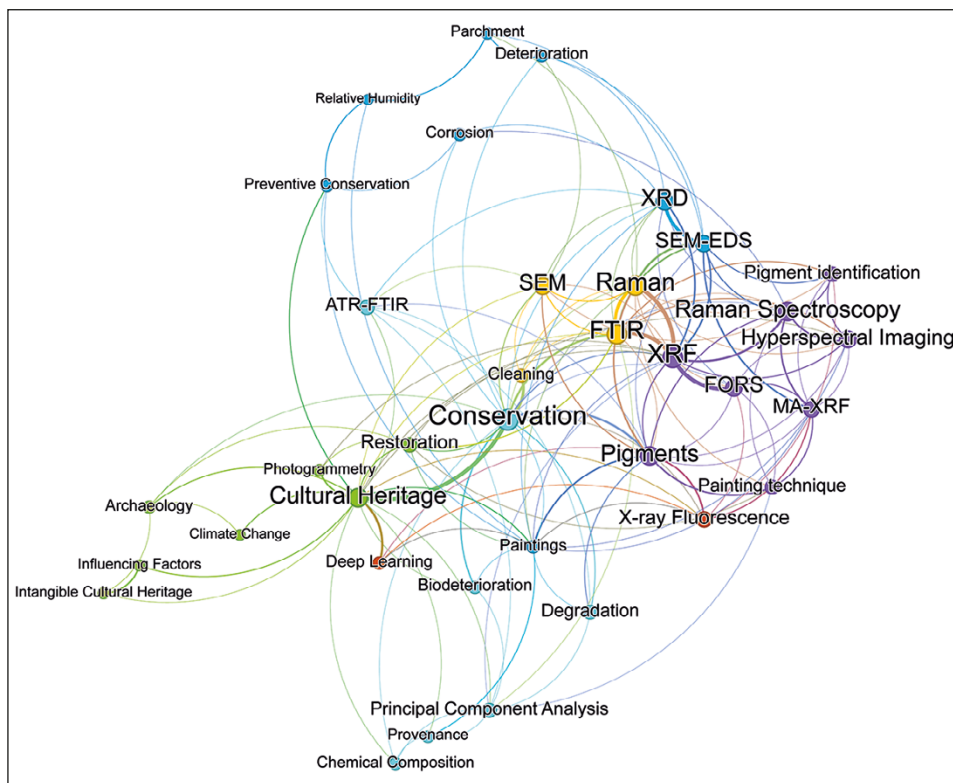 Parchment
Deterioration
Relative Humidity
Corrosion
Preventive Conservation
XRD
SEM-EDS
Pigment identification
SEM
Raman
ATR-FTIR
Raman Spectroscopy
FTIR
Hyperspectral Imaging
XRF
Cleaning
FORS
MA-XRF
Conservation
Restoration
Pigments
Photogrammetry
Cultural Heritage
Painting technique
Archaeology
X-ray Fluorescence
Climate Change
Paintings
Deep Learning
Influencing Factors
Biodeterioration
Intangible Cultural Heritage
Degradation
Principal Component Analysis
Provenance
Chemical Composition